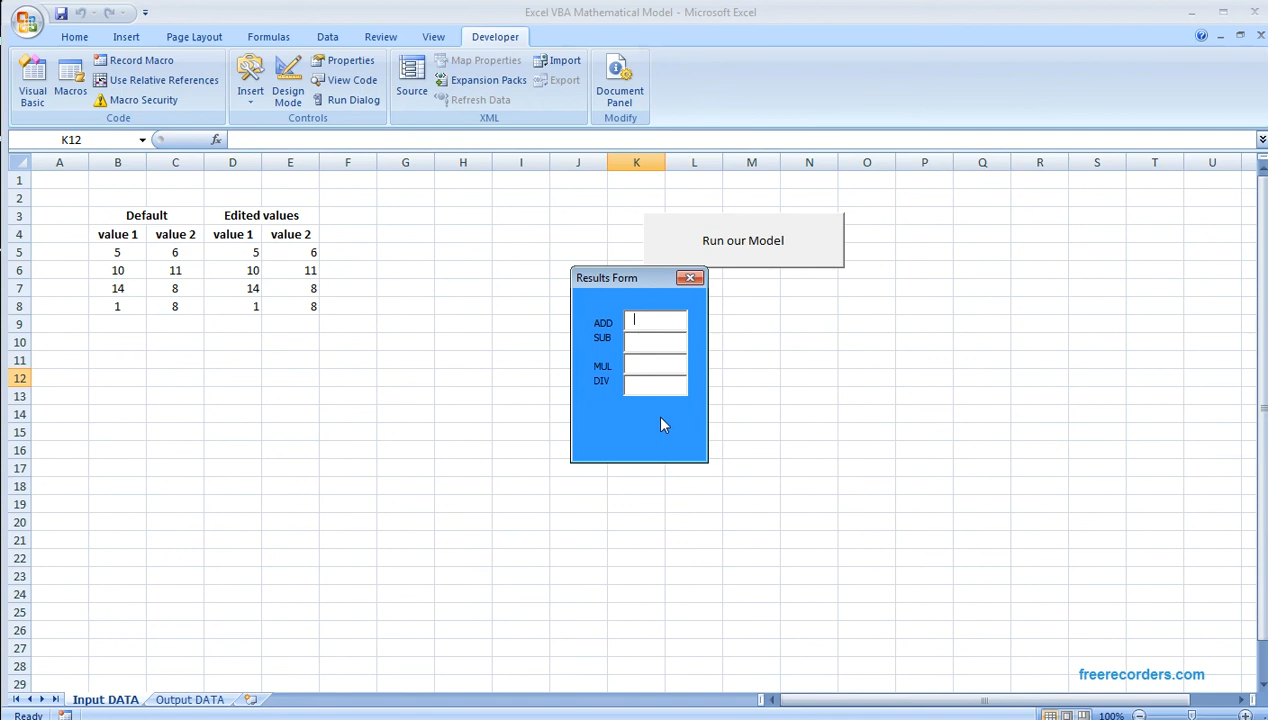 Excel VBA Mathematical Model - Microsoft Excel
Home Insert Page Layout Formulas Data Review View Developer
Visual Basic
Macros
Record Macro
Use Relative References
Macro Security
Code
Insert
Design Mode
Properties
View Code
Run Dialog
Controls
Source
Map Properties
Expansion Packs
Refresh Data
Import
Export
XML
Document Panel
Modify
K12
fx
A B C D E F G H I J K L M N O P Q R S T U
1
2
3 Default Edited values
4 value 1 value 2 value 1 value 2
5 5 6 5 6
6 10 11 10 11
7 14 8 14 8
8 1 8 1 8
9
10
11
12
13
14
15
16
17
18
19
20
21
22
23
24
25
26
27
28
29
Run our Model
Results Form
ADD
SUB
MUL
DIV
freerecorders.com
Input DATA Output DATA
Ready 100%